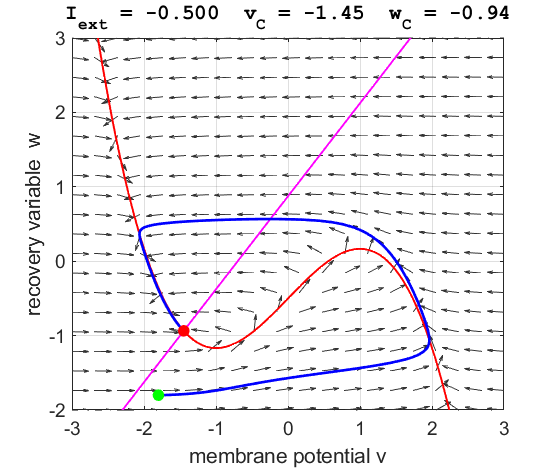 I_ext = -0.500 v_C = -1.45 w_C = -0.94
3
2
1
0
-1
-2
recovery variable w
-3 -2 -1 0 1 2 3
membrane potential v